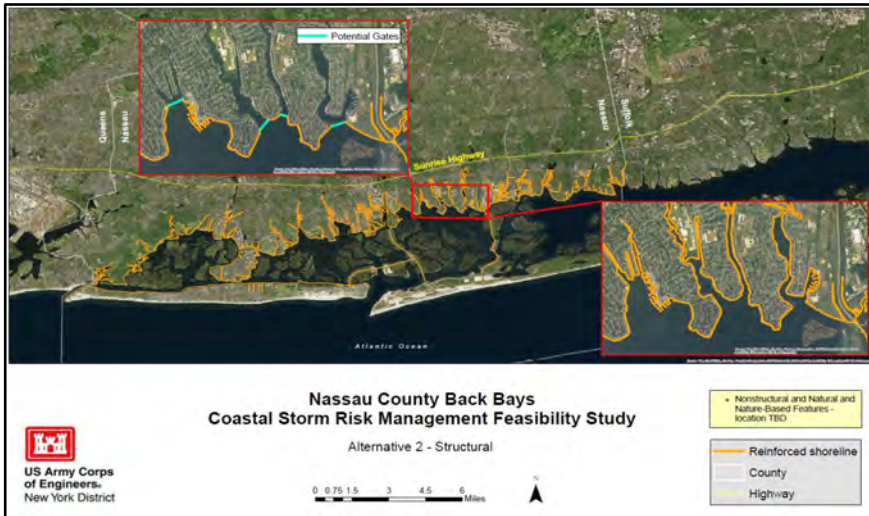 Potential Gates
Queens
Nassau
Suffolk
Nassau
Sunrise Highway
Atlantic Ocean
Nassau County Back Bays
Coastal Storm Risk Management Feasibility Study
Alternative 2 - Structural
US Army Corps
of Engineers®
New York District
0 0.75 1.5 3 4.5 6
Miles
N
Nonstructural and Natural and
Nature-Based Features -
location TBD
Reinforced shoreline
County
Highway